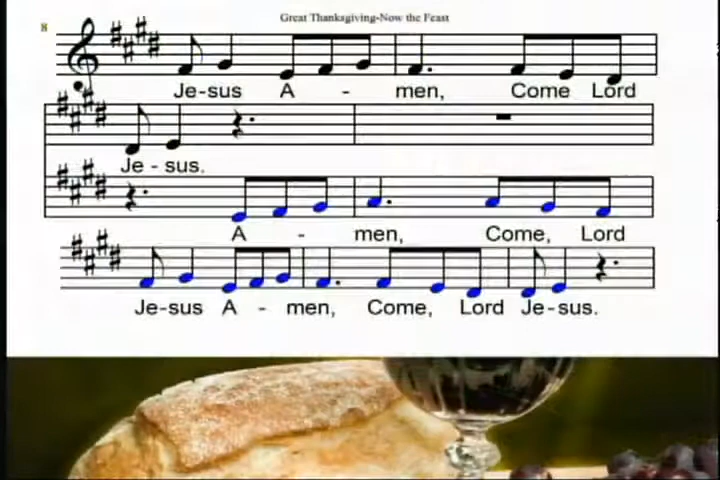 Great Thanksgiving-Now the Feast
8
Je-sus A - men, Come Lord
Je - sus.
A - men, Come, Lord
Je-sus A - men, Come, Lord Je-sus.